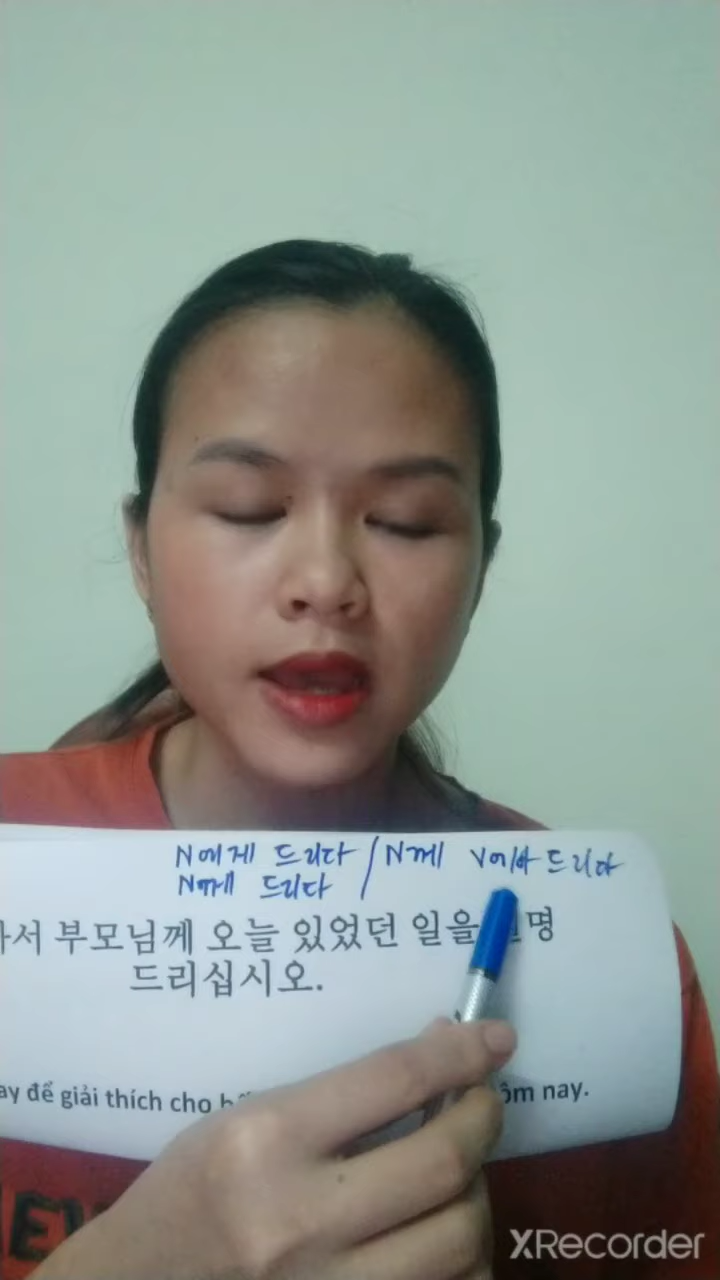 N에게 드리다 / N께 V어/아 드리다
N께 드리다
서 부모님께 오늘 있었던 일을 명
드리십시오.
ay để giải thích cho ôm nay.
XRecorder